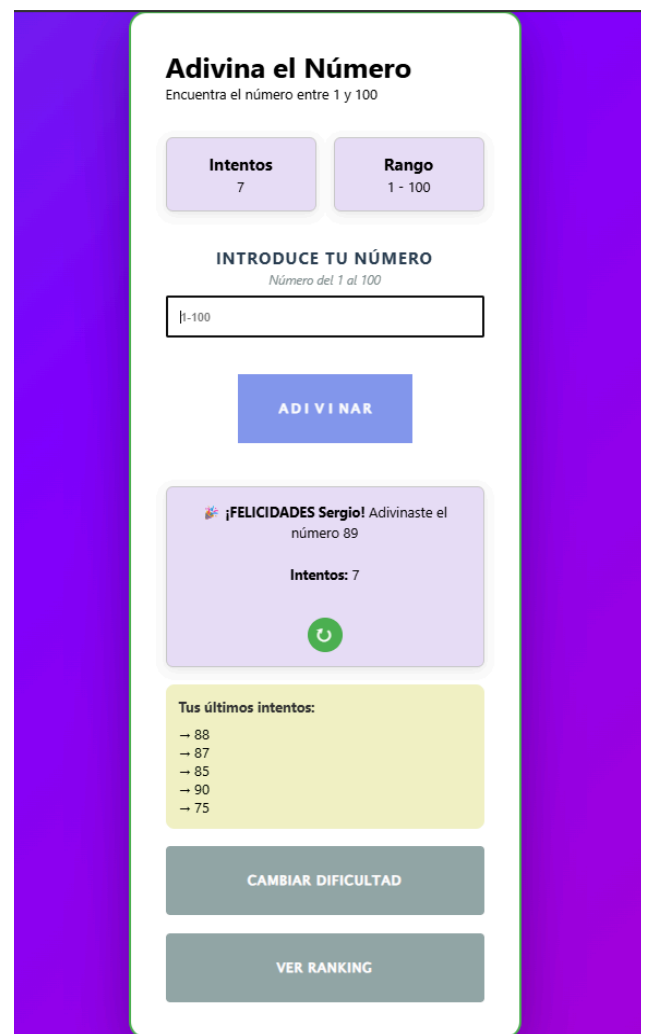 Adivina el Número
Encuentra el número entre 1 y 100
Intentos
7
Rango
1 - 100
INTRODUCE TU NÚMERO
Número del 1 al 100
1-100
ADIVINAR
🎉 ¡FELICIDADES Sergio! Adivinaste el
número 89
Intentos: 7
↻
Tus últimos intentos:
→ 88
→ 87
→ 85
→ 90
→ 75
CAMBIAR DIFICULTAD
VER RANKING